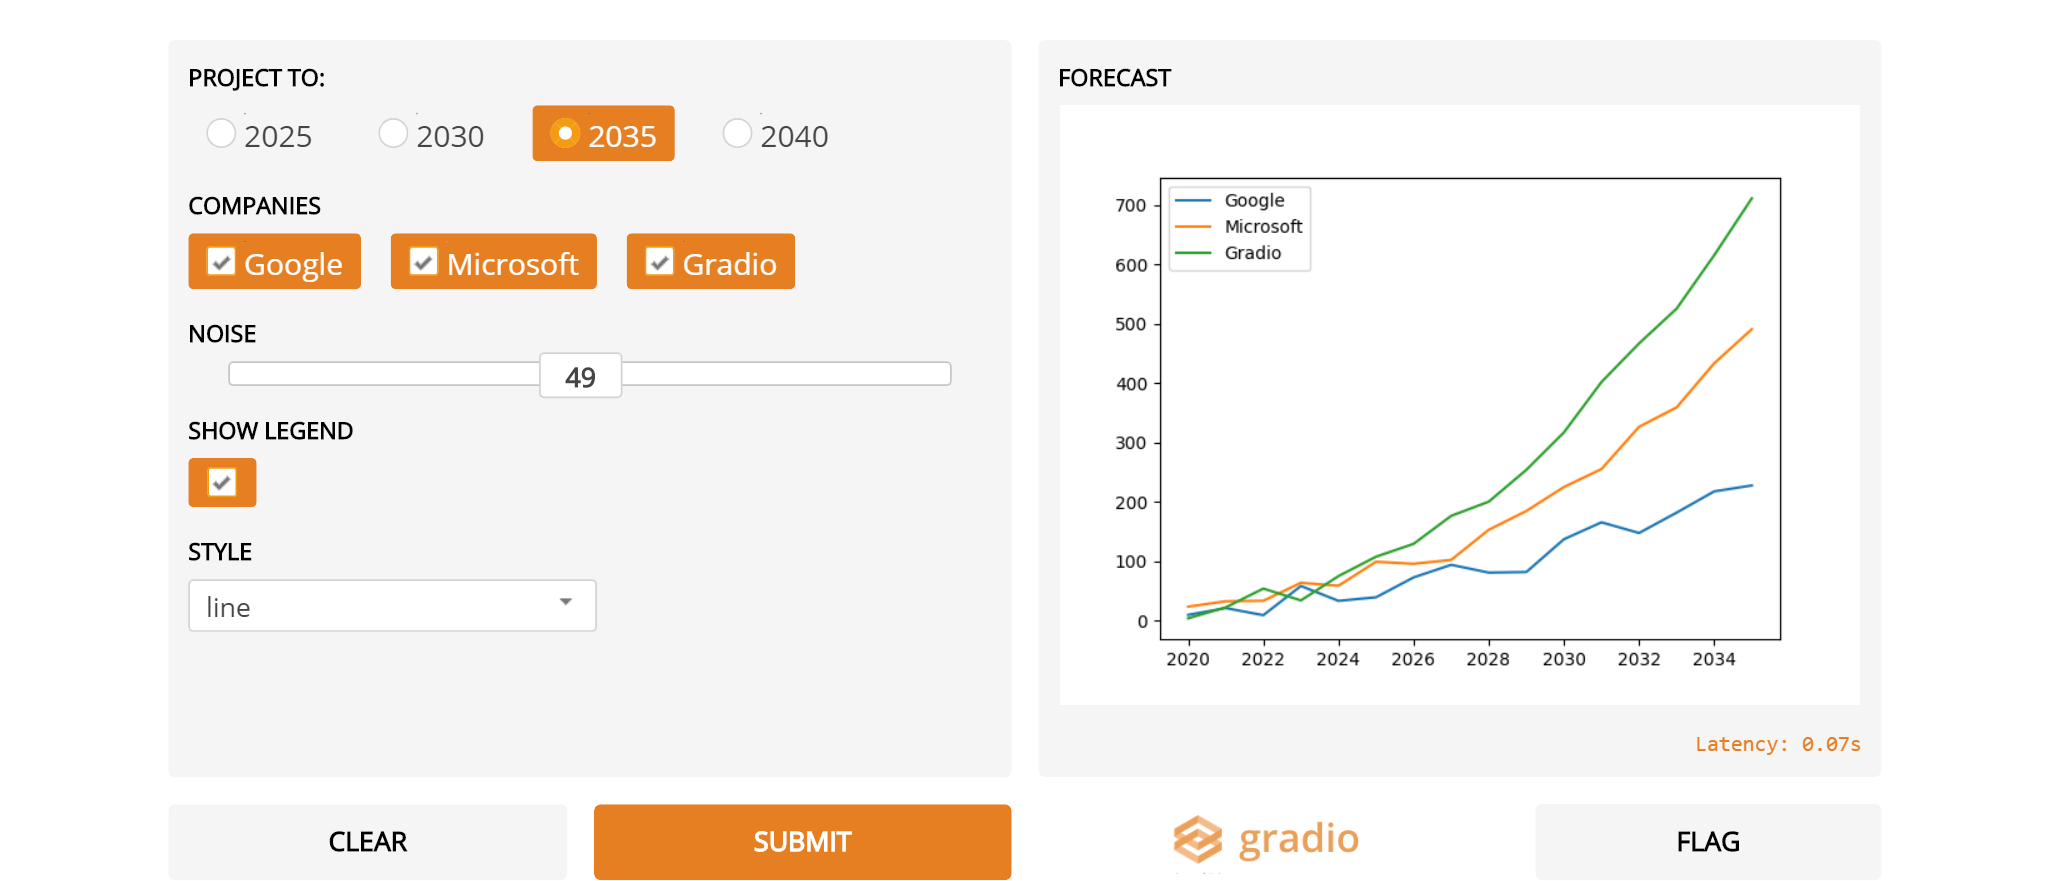 PROJECT TO:
2025 2030 2035 2040
COMPANIES
Google Microsoft Gradio
NOISE
49
SHOW LEGEND
STYLE
line
CLEAR SUBMIT
FORECAST
Google
Microsoft
Gradio
700
600
500
400
300
200
100
0
2020 2022 2024 2026 2028 2030 2032 2034
Latency: 0.07s
gradio FLAG